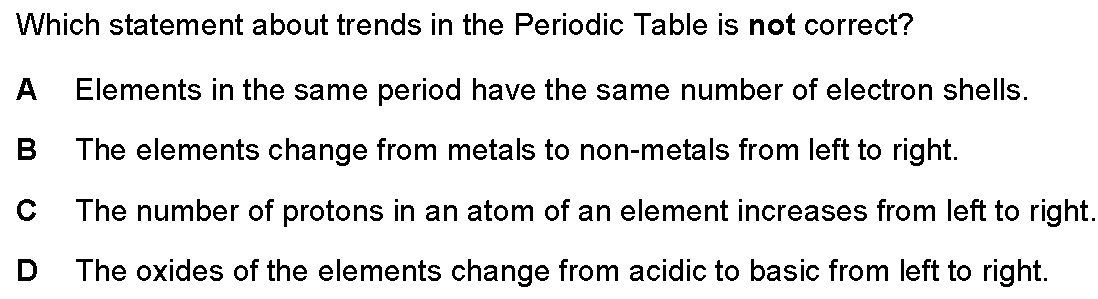 Which statement about trends in the Periodic Table is not correct?
A Elements in the same period have the same number of electron shells.
B The elements change from metals to non-metals from left to right.
C The number of protons in an atom of an element increases from left to right.
D The oxides of the elements change from acidic to basic from left to right.